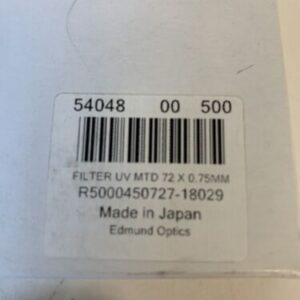 54048 00 500
FILTER UV MTD 72 X 0.75MM
R5000450727-18029
Made in Japan
Edmund Optics